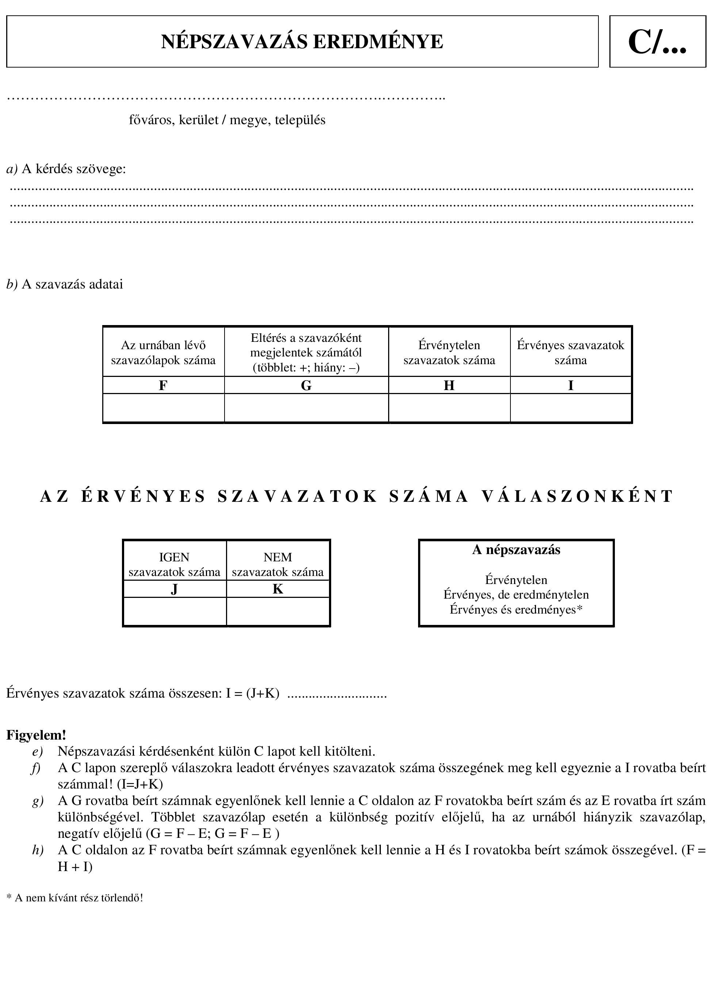 NÉPSZAVAZÁS EREDMÉNYE
C/...
……………………………………………………………………..…………..
főváros, kerület / megye, település
a) A kérdés szövege:
................................................................................................................................................................................................
................................................................................................................................................................................................
................................................................................................................................................................................................
b) A szavazás adatai
Az urnában lévő
szavazólapok száma
Eltérés a szavazóként
megjelentek számától
(többlet: +; hiány: –)
Érvénytelen
szavazatok száma
Érvényes szavazatok
száma
F G H I
AZ ÉRVÉNYES SZAVAZATOK SZÁMA VÁLASZONKÉNT
IGEN
szavazatok száma
NEM
szavazatok száma
J K
A népszavazás
Érvénytelen
Érvényes, de eredménytelen
Érvényes és eredményes*
Érvényes szavazatok száma összesen: I = (J+K) ............................
Figyelem!
e) Népszavazási kérdésenként külön C lapot kell kitölteni.
f) A C lapon szereplő válaszokra leadott érvényes szavazatok száma összegének meg kell egyeznie a I rovatba beírt
számmal! (I=J+K)
g) A G rovatba beírt számnak egyenlőnek kell lennie a C oldalon az F rovatokba beírt szám és az E rovatba írt szám
különbségével. Többlet szavazólap esetén a különbség pozitív előjelű, ha az urnából hiányzik szavazólap,
negatív előjelű (G = F – E; G = F – E )
h) A C oldalon az F rovatba beírt számnak egyenlőnek kell lennie a H és I rovatokba beírt számok összegével. (F =
H + I)
* A nem kívánt rész törlendő!